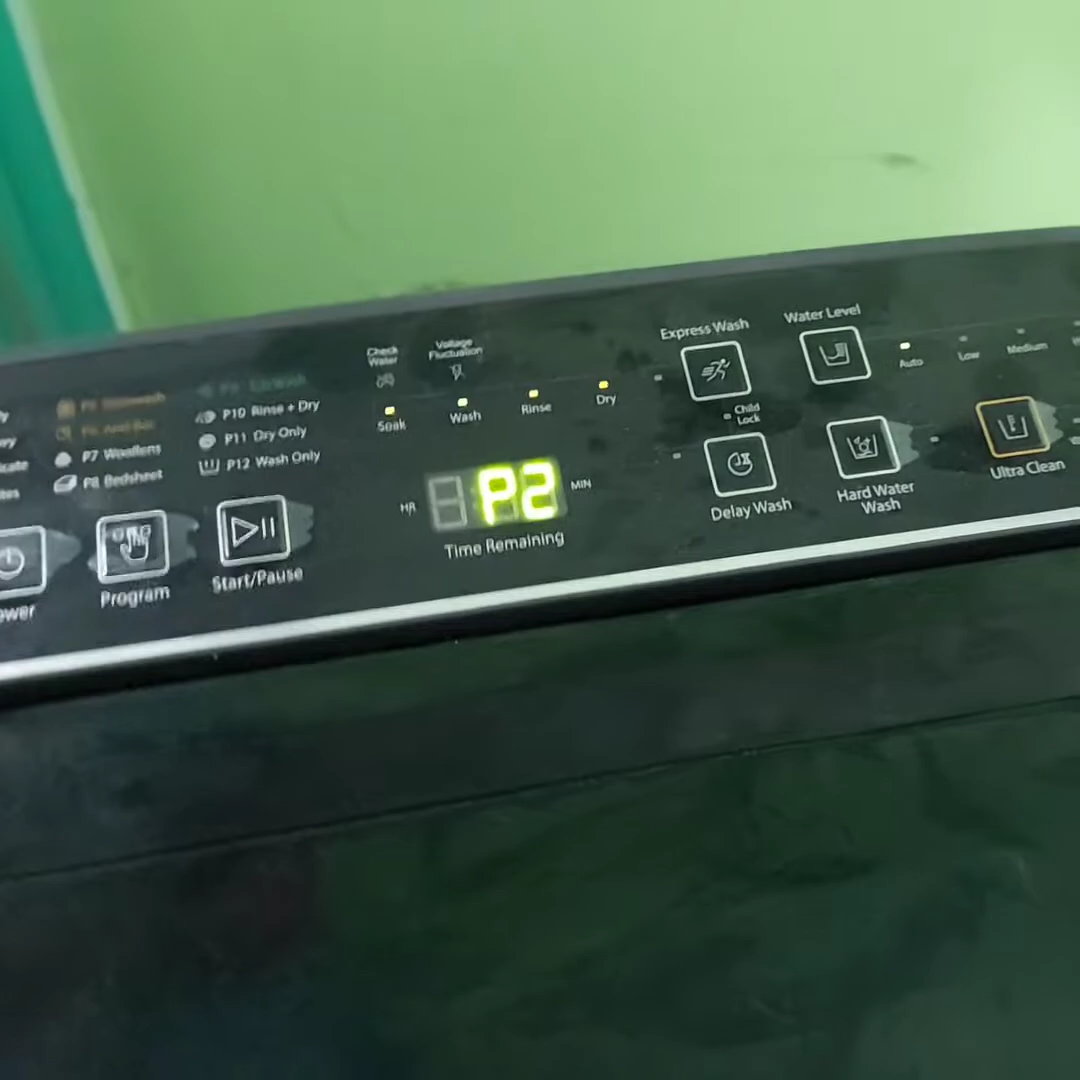 P7 Woollens
P8 Bedsheet
P10 Rinse + Dry
P11 Dry Only
P12 Wash Only
Program
Start/Pause
Check
Water
Voltage
Fluctuation
Soak
Wash
Rinse
Dry
HR
P2
MIN
Time Remaining
Express Wash
Water Level
Auto
Low
Medium
Child
Lock
Delay Wash
Hard Water
Wash
Ultra Clean